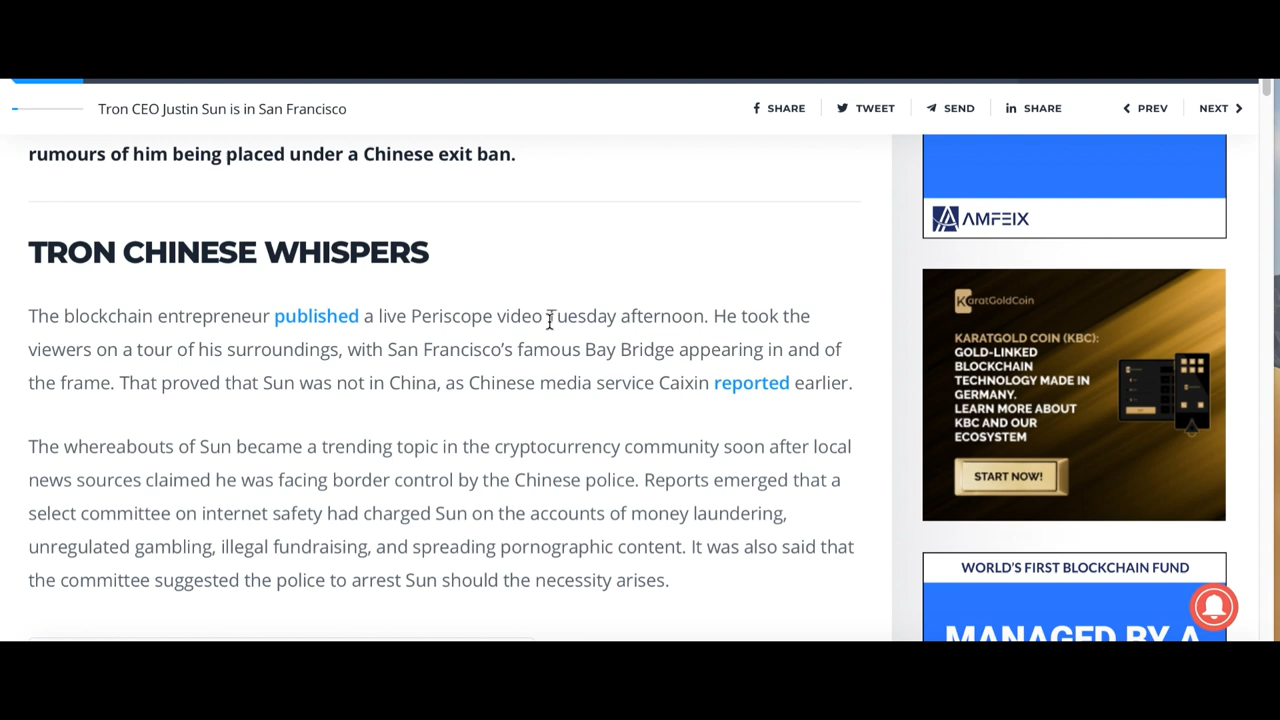 Tron CEO Justin Sun is in San Francisco
SHARE
TWEET
SEND
SHARE
PREV
NEXT
rumours of him being placed under a Chinese exit ban.
TRON CHINESE WHISPERS
The blockchain entrepreneur published a live Periscope video Tuesday afternoon. He took the
viewers on a tour of his surroundings, with San Francisco’s famous Bay Bridge appearing in and of
the frame. That proved that Sun was not in China, as Chinese media service Caixin reported earlier.
The whereabouts of Sun became a trending topic in the cryptocurrency community soon after local
news sources claimed he was facing border control by the Chinese police. Reports emerged that a
select committee on internet safety had charged Sun on the accounts of money laundering,
unregulated gambling, illegal fundraising, and spreading pornographic content. It was also said that
the committee suggested the police to arrest Sun should the necessity arises.
AMFEIX
KaratGoldCoin
KARATGOLD COIN (KBC):
GOLD-LINKED
BLOCKCHAIN
TECHNOLOGY MADE IN
GERMANY.
LEARN MORE ABOUT
KBC AND OUR
ECOSYSTEM
START NOW!
WORLD’S FIRST BLOCKCHAIN FUND
MANAGED BY A